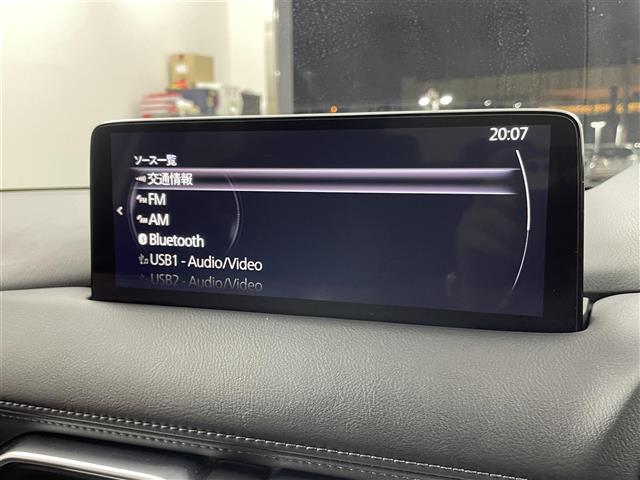 20:07
ソース一覧
交通情報
FM
AM
Bluetooth
USB1 - Audio/Video
USB2 - Audio/Video